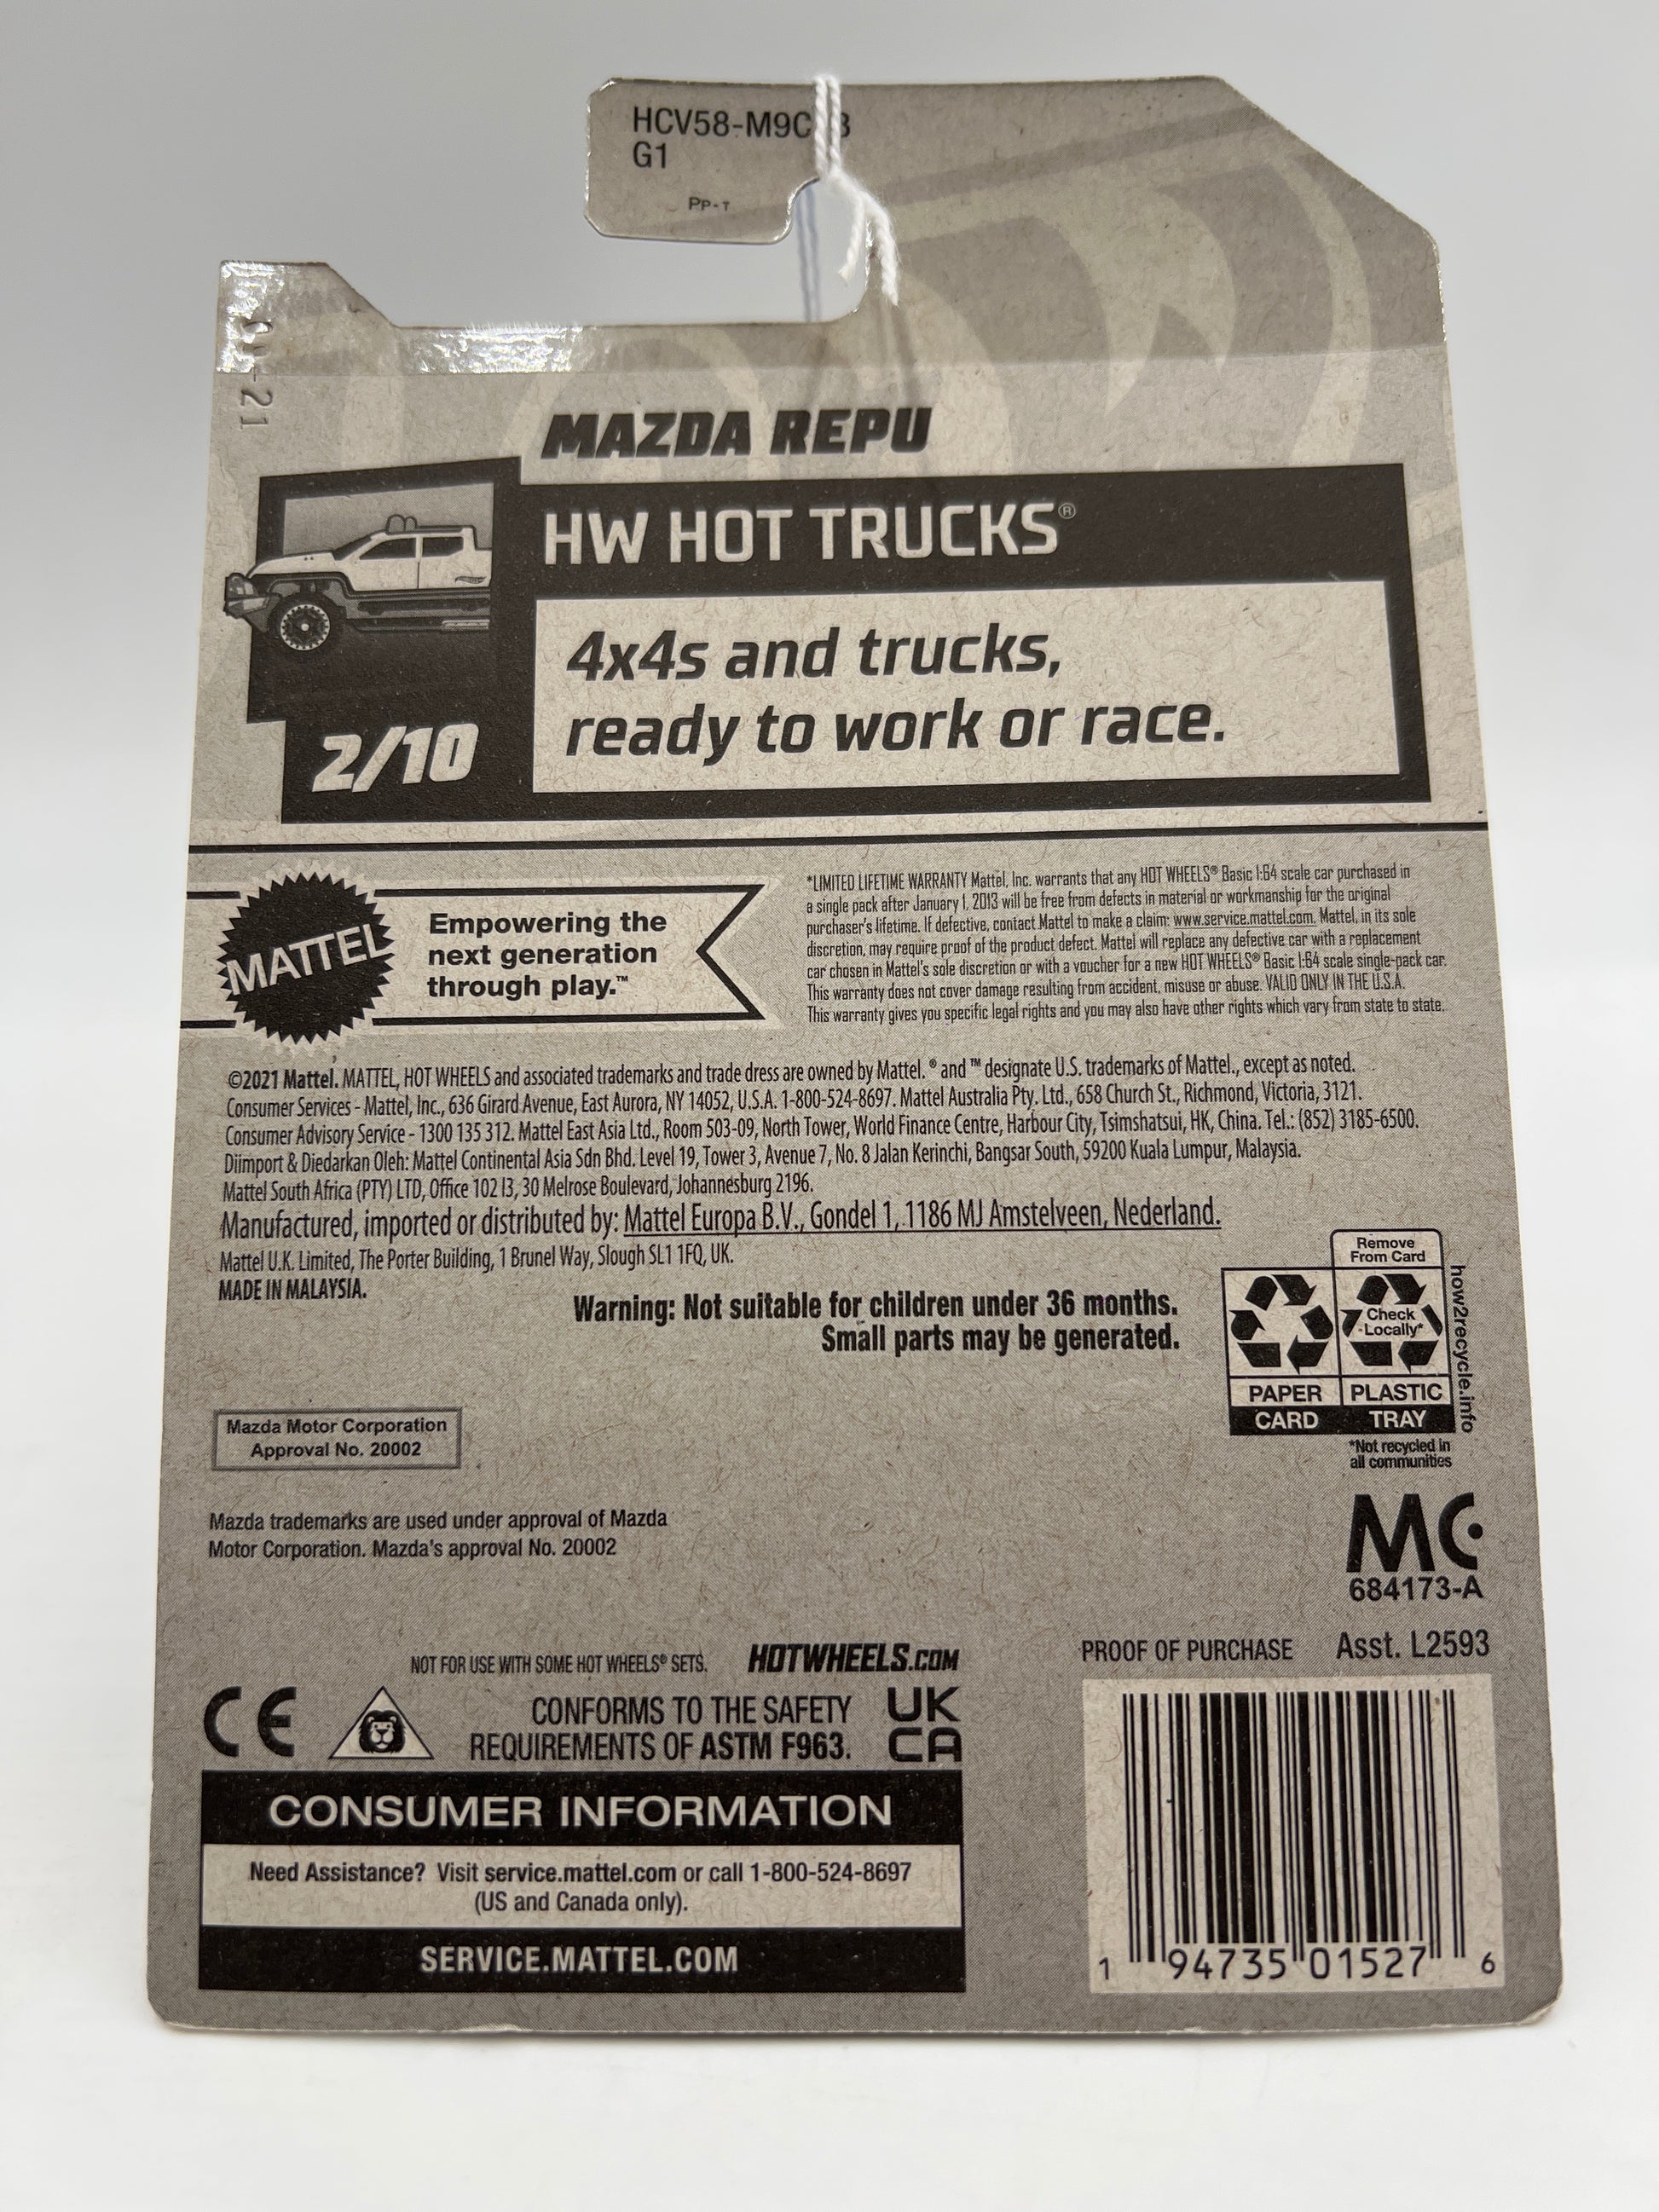 HCV58-M9C
G1
PP-T
-21
MAZDA REPU
HW HOT TRUCKS®
4x4s and trucks,
ready to work or race.
2/10
MATTEL
Empowering the
next generation
through play.™
*LIMITED LIFETIME WARRANTY Mattel, Inc. warrants that any HOT WHEELS® Basic 1:64 scale car purchased in
a single pack after January 1, 2013 will be free from defects in material or workmanship for the original
purchaser's lifetime. If defective, contact Mattel to make a claim: www.service.mattel.com. Mattel, in its sole
discretion, may require proof of the product defect. Mattel will replace any defective car with a replacement
car chosen in Mattel's sole discretion or with a voucher for a new HOT WHEELS® Basic 1:64 scale single-pack car.
This warranty does not cover damage resulting from accident, misuse or abuse. VALID ONLY IN THE U.S.A.
This warranty gives you specific legal rights and you may also have other rights which vary from state to state.
©2021 Mattel. MATTEL, HOT WHEELS and associated trademarks and trade dress are owned by Mattel. ® and ™ designate U.S. trademarks of Mattel., except as noted.
Consumer Services - Mattel, Inc., 636 Girard Avenue, East Aurora, NY 14052, U.S.A. 1-800-524-8697. Mattel Australia Pty. Ltd., 658 Church St., Richmond, Victoria, 3121.
Consumer Advisory Service - 1300 135 312. Mattel East Asia Ltd., Room 503-09, North Tower, World Finance Centre, Harbour City, Tsimshatsui, HK, China. Tel.: (852) 3185-6500.
Diimport & Diedarkan Oleh: Mattel Continental Asia Sdn Bhd. Level 19, Tower 3, Avenue 7, No. 8 Jalan Kerinchi, Bangsar South, 59200 Kuala Lumpur, Malaysia.
Mattel South Africa (PTY) LTD, Office 102 I3, 30 Melrose Boulevard, Johannesburg 2196.
Manufactured, imported or distributed by: Mattel Europa B.V., Gondel 1, 1186 MJ Amstelveen, Nederland.
Mattel U.K. Limited, The Porter Building, 1 Brunel Way, Slough SL1 1FQ, UK.
MADE IN MALAYSIA.
Warning: Not suitable for children under 36 months.
Small parts may be generated.
Remove
From Card
Check
Locally*
PAPER
CARD
PLASTIC
TRAY
how2recycle.info
*Not recycled in
all communities
Mazda Motor Corporation
Approval No. 20002
Mazda trademarks are used under approval of Mazda
Motor Corporation. Mazda's approval No. 20002
MC
684173-A
NOT FOR USE WITH SOME HOT WHEELS® SETS.
HOTWHEELS.COM
PROOF OF PURCHASE
Asst. L2593
CE
CONFORMS TO THE SAFETY
REQUIREMENTS OF ASTM F963.
UK
CA
CONSUMER INFORMATION
Need Assistance? Visit service.mattel.com or call 1-800-524-8697
(US and Canada only).
SERVICE.MATTEL.COM
1 94735 01527 6